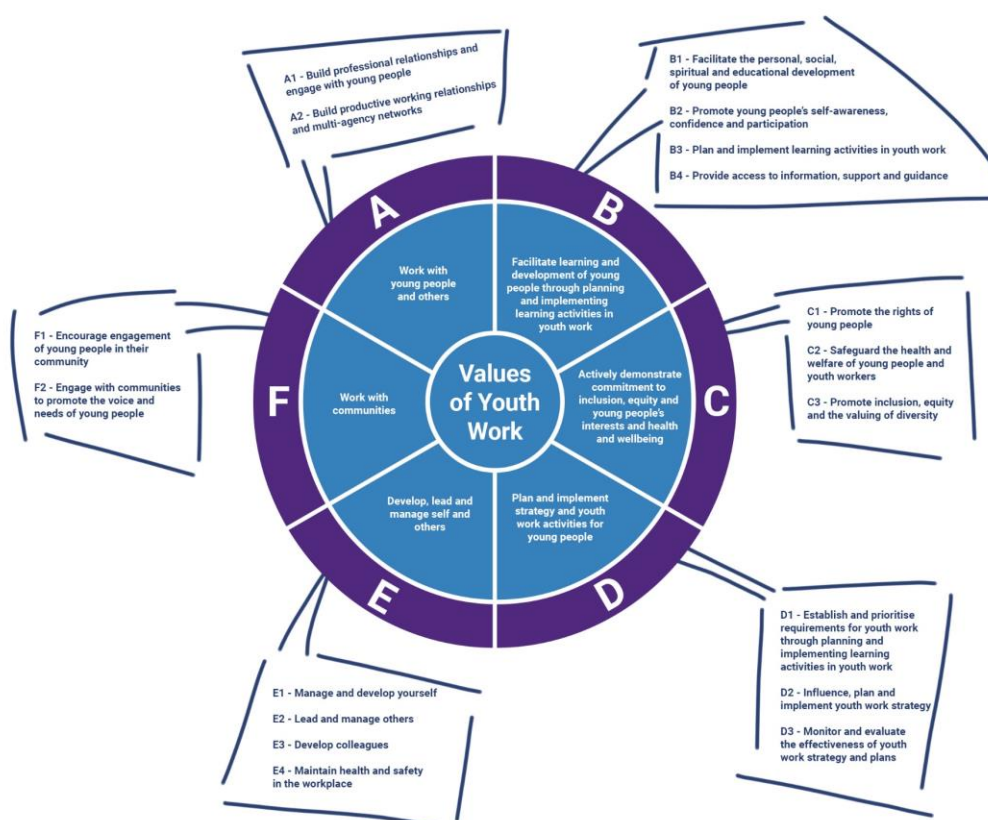 A1 - Build professional relationships and
engage with young people
A2 - Build productive working relationships
and multi-agency networks
B1 - Facilitate the personal, social,
spiritual and educational development
of young people
B2 - Promote young people's self-awareness,
confidence and participation
B3 - Plan and implement learning activities in youth work
B4 - Provide access to information, support and guidance
A
B
Work with
young people
and others
Facilitate learning and
development of young
people through planning
and implementing
learning activities in
youth work
F1 - Encourage engagement
of young people in their
community
F2 - Engage with communities
to promote the voice and
needs of young people
F
Work with
communities
Values
of Youth
Work
Actively demonstrate
commitment to
inclusion, equity and
young people's
interests and health
and wellbeing
C
C1 - Promote the rights of
young people
C2 - Safeguard the health and
welfare of young people and
youth workers
C3 - Promote inclusion, equity
and the valuing of diversity
Develop, lead and
manage self and
others
Plan and implement
strategy and youth
work activities for
young people
E
D
E1 - Manage and develop yourself
E2 - Lead and manage others
E3 - Develop colleagues
E4 - Maintain health and safety
in the workplace
D1 - Establish and prioritise
requirements for youth work
through planning and
implementing learning
activities in youth work
D2 - Influence, plan and
implement youth work strategy
D3 - Monitor and evaluate
the effectiveness of youth
work strategy and plans